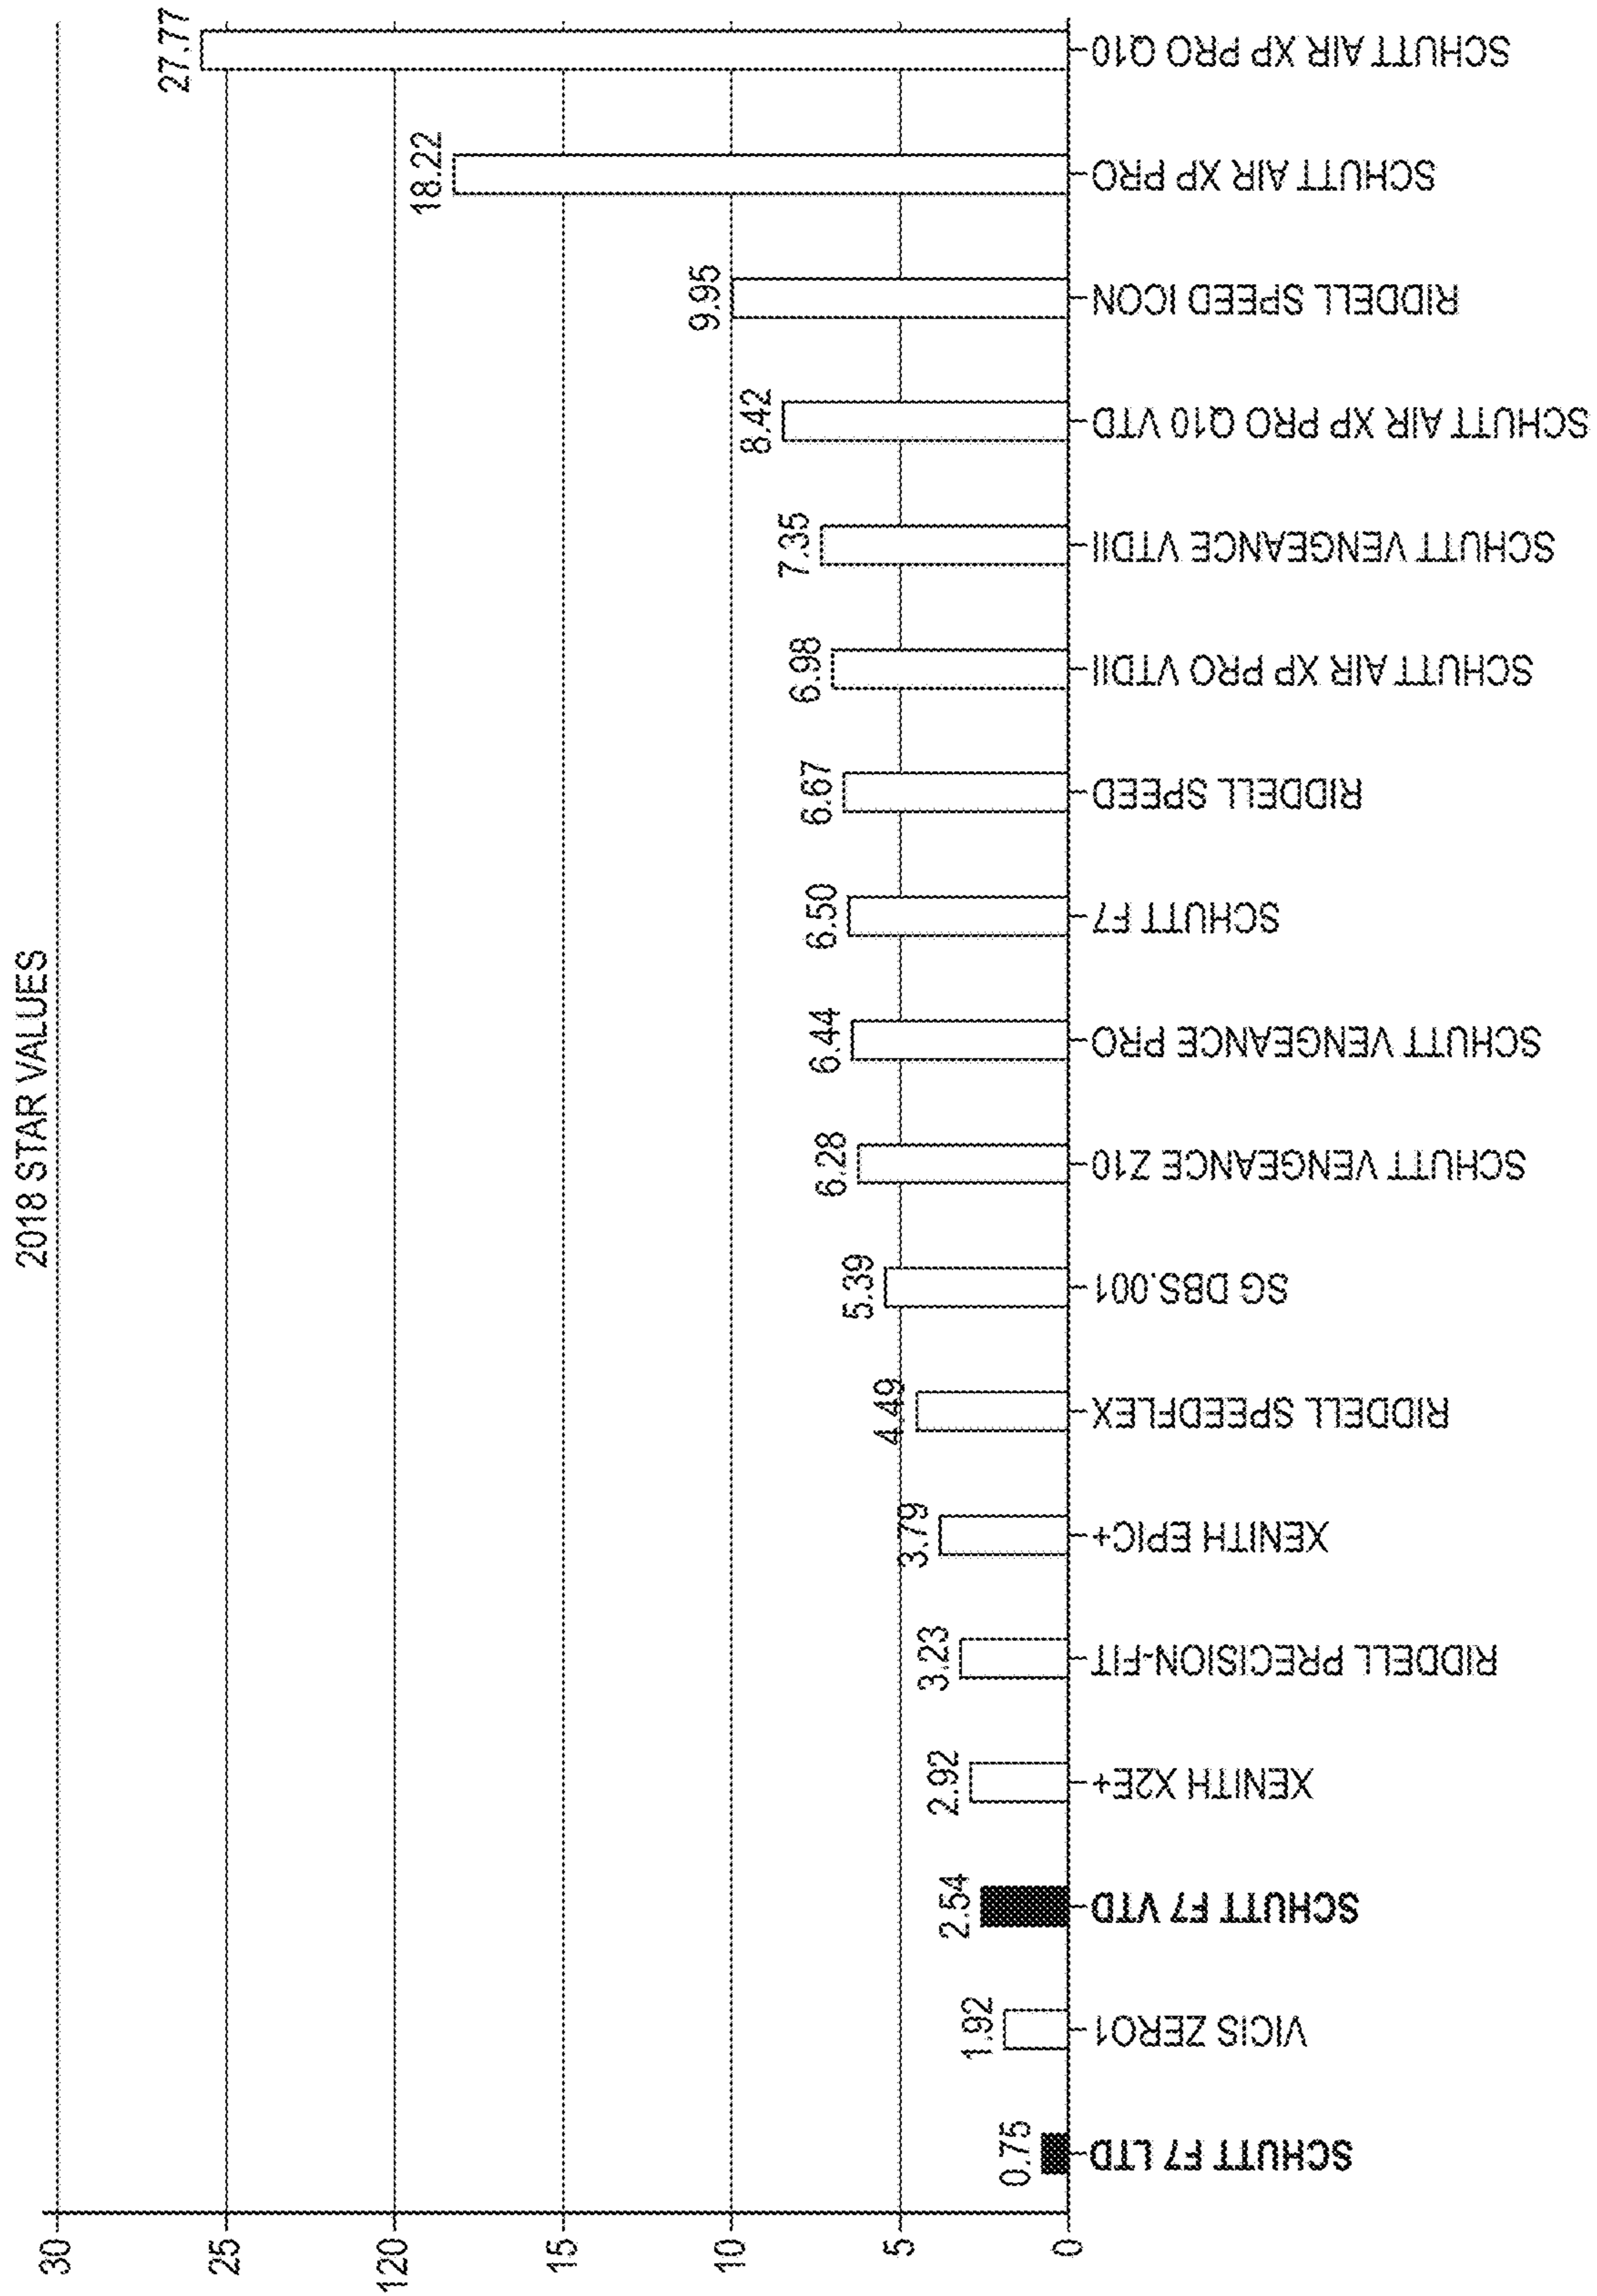 2018 STAR VALUES
30
25
120
15
10
5
0
0.75
1.92
2.54
2.92
3.23
3.79
4.49
5.39
6.28
6.44
6.50
6.67
6.98
7.35
8.42
9.95
18.22
27.77
SCHUTT F7 LTD
VICIS ZERO1
SCHUTT F7 VTD
XENITH X2E+
RIDDELL PRECISION-FIT
XENITH EPIC+
RIDDELL SPEEDFLEX
SG DBS.001
SCHUTT VENGEANCE Z10
SCHUTT VENGEANCE PRO
SCHUTT F7
RIDDELL SPEED
SCHUTT AIR XP PRO VTDII
SCHUTT VENGEANCE VTDII
SCHUTT AIR XP PRO Q10 VTD
RIDDELL SPEED ICON
SCHUTT AIR XP PRO
SCHUTT AIR XP PRO Q10